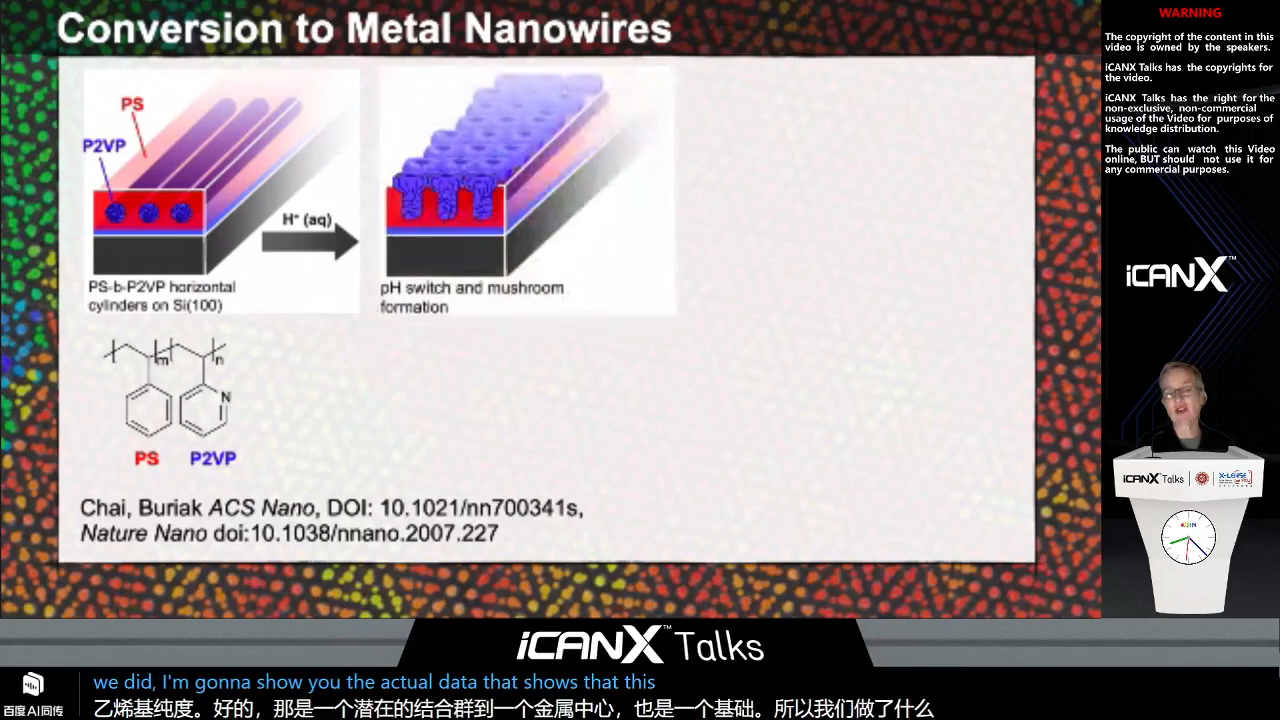 Conversion to Metal Nanowires
PS
P2VP
H⁺ (aq)
PS-b-P2VP horizontal
cylinders on Si(100)
pH switch and mushroom
formation
m
n
N
PS
P2VP
Chai, Buriak ACS Nano, DOI: 10.1021/nn700341s,
Nature Nano doi:10.1038/nnano.2007.227
WARNING
The copyright of the content in this
video is owned by the speakers.
iCANX Talks has the copyrights for
the video.
iCANX Talks has the right for the
non-exclusive, non-commercial
usage of the Video for purposes of
knowledge distribution.
The public can watch this Video
online, BUT should not use it for
any commercial purposes.
iCANX™
iCANX Talks
X-LENSE
iCANX™ Talks
we did, I'm gonna show you the actual data that shows that this
乙烯基纯度。好的，那是一个潜在的结合群到一个金属中心，也是一个基础。所以我们做了什么
百度AI同传